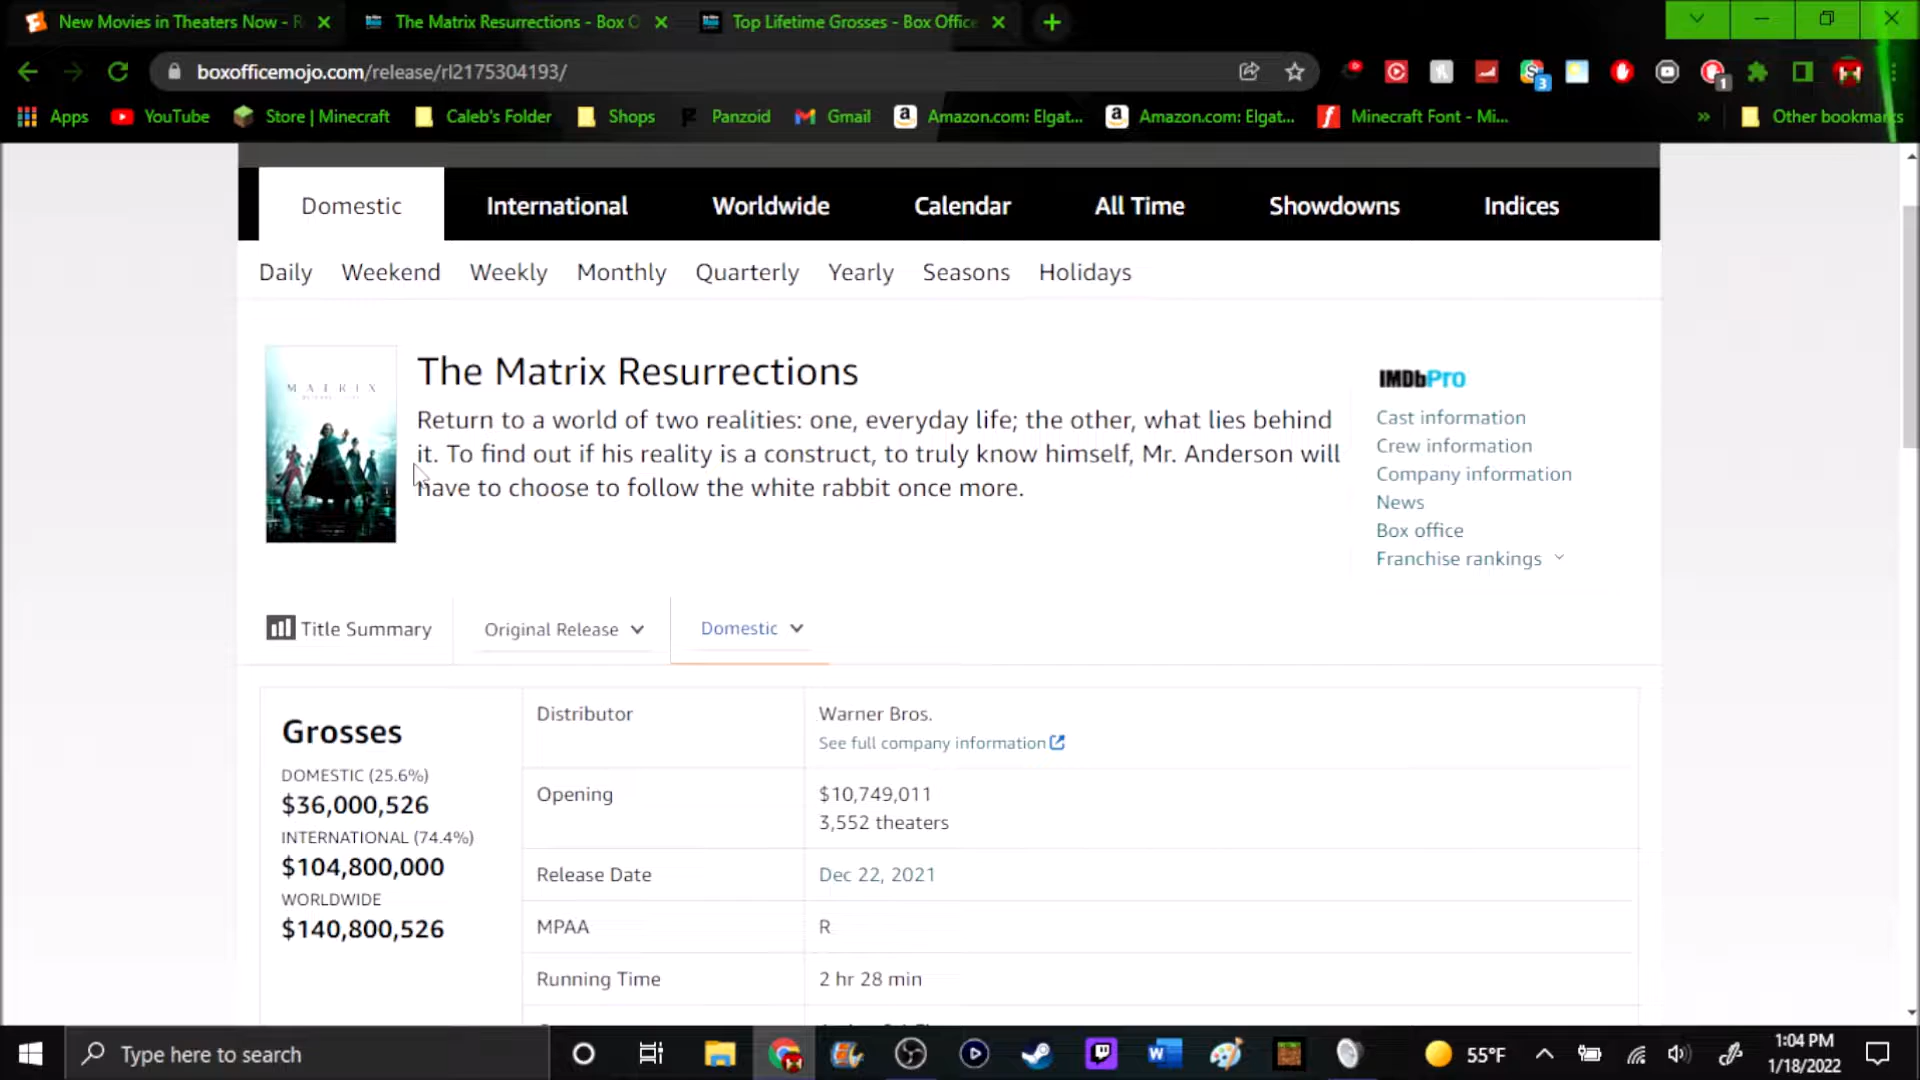 New Movies in Theaters Now - R
The Matrix Resurrections - Box O
Top Lifetime Grosses - Box Office
boxofficemojo.com/release/rl2175304193/
3
1
Apps
YouTube
Store | Minecraft
Caleb's Folder
Shops
Panzoid
Gmail
Amazon.com: Elgat...
Amazon.com: Elgat...
Minecraft Font - Mi...
»
Other bookmarks
Domestic
International
Worldwide
Calendar
All Time
Showdowns
Indices
Daily
Weekend
Weekly
Monthly
Quarterly
Yearly
Seasons
Holidays
MATRIX
The Matrix Resurrections
Return to a world of two realities: one, everyday life; the other, what lies behind
it. To find out if his reality is a construct, to truly know himself, Mr. Anderson will
have to choose to follow the white rabbit once more.
IMDbPro
Cast information
Crew information
Company information
News
Box office
Franchise rankings
Title Summary
Original Release
Domestic
Grosses
DOMESTIC (25.6%)
$36,000,526
INTERNATIONAL (74.4%)
$104,800,000
WORLDWIDE
$140,800,526
Distributor
Warner Bros.
See full company information
Opening
$10,749,011
3,552 theaters
Release Date
Dec 22, 2021
MPAA
R
Running Time
2 hr 28 min
Type here to search
55°F
1:04 PM
1/18/2022